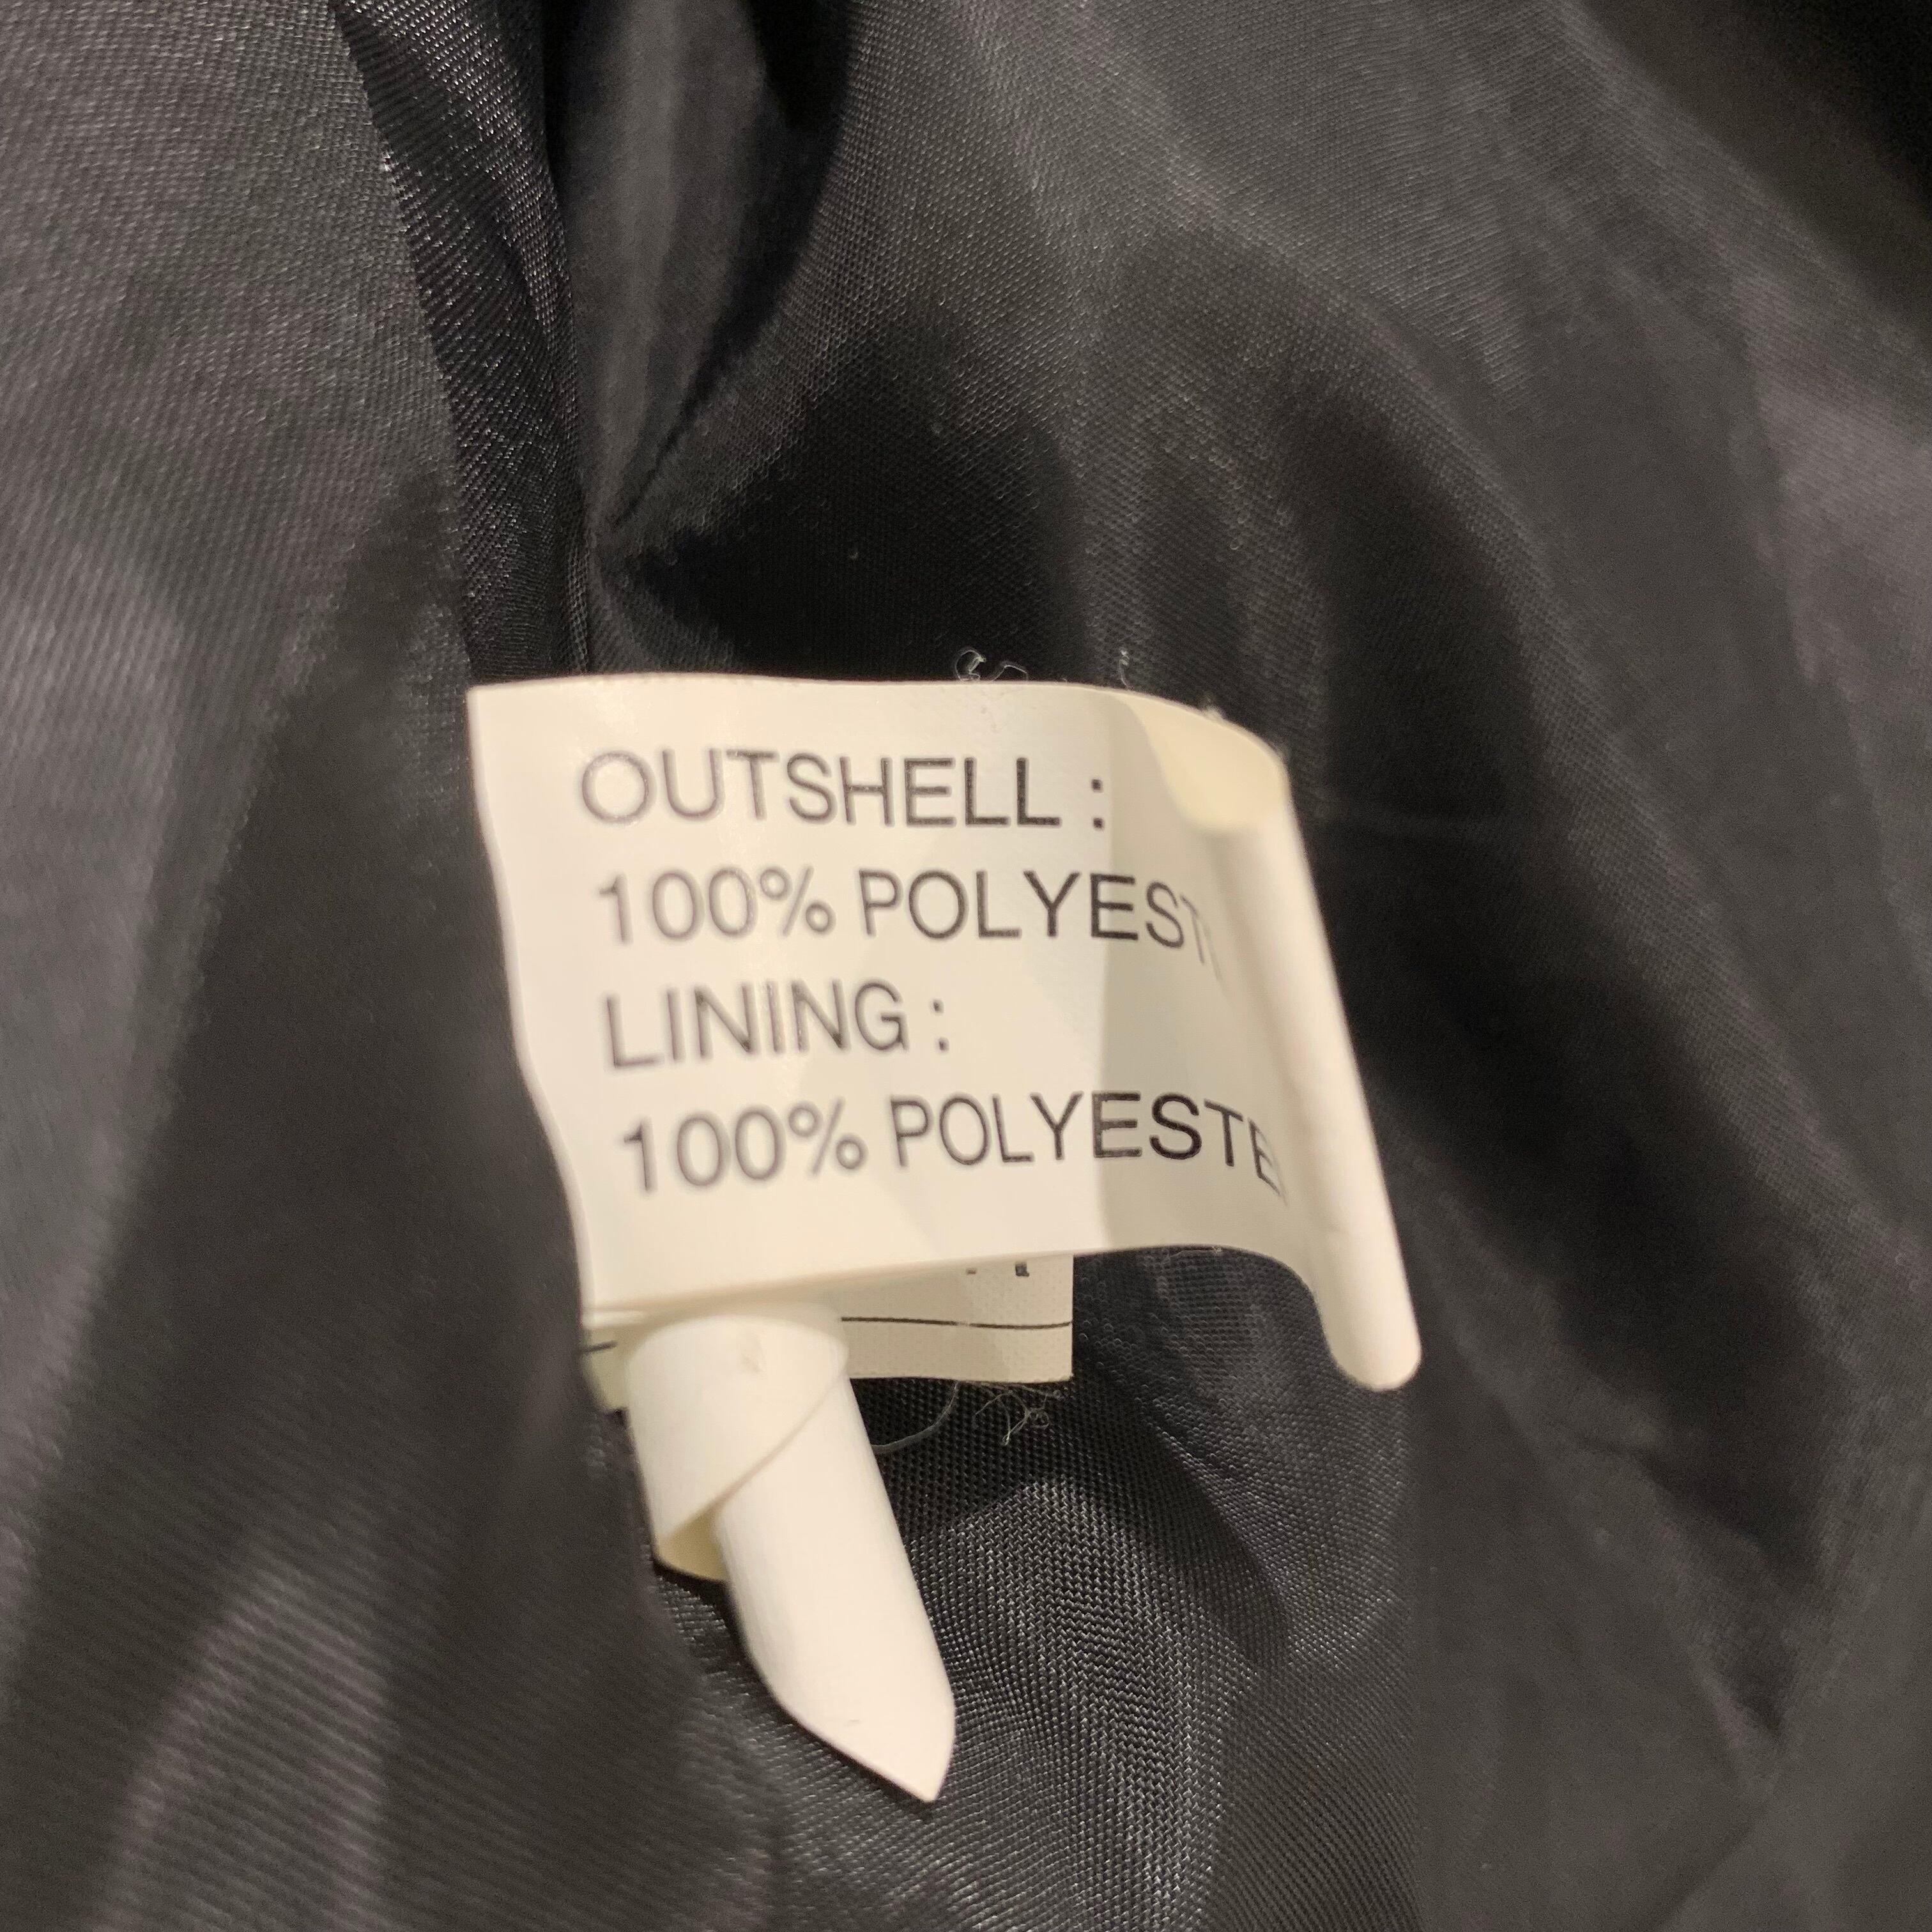 OUTSHELL :
100% POLYEST
LINING :
100% POLYESTE